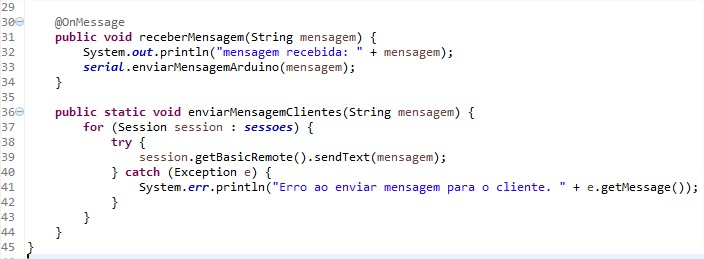 29
30 @OnMessage
31 public void receberMensagem(String mensagem) {
32 System.out.println("mensagem recebida: " + mensagem);
33 serial.enviarMensagemArduino(mensagem);
34 }
35
36 public static void enviarMensagemClientes(String mensagem) {
37 for (Session session : sessoes) {
38 try {
39 session.getBasicRemote().sendText(mensagem);
40 } catch (Exception e) {
41 System.err.println("Erro ao enviar mensagem para o cliente. " + e.getMessage());
42 }
43 }
44 }
45 }